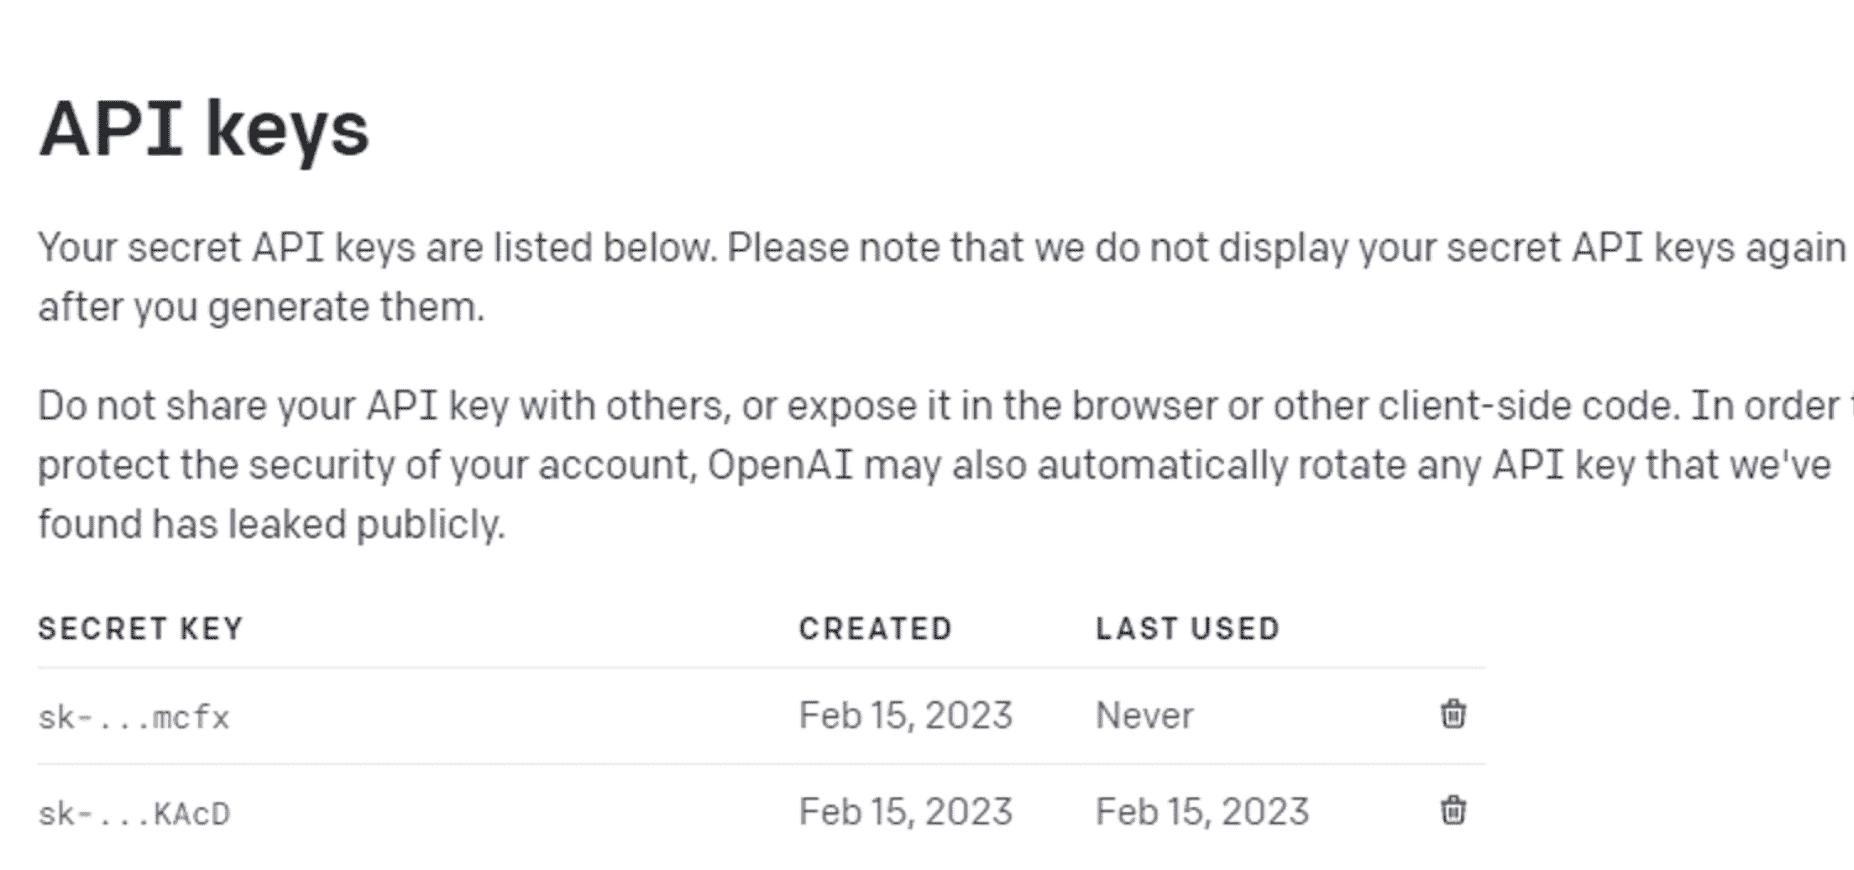 API keys
Your secret API keys are listed below. Please note that we do not display your secret API keys again
after you generate them.
Do not share your API key with others, or expose it in the browser or other client-side code. In order
protect the security of your account, OpenAI may also automatically rotate any API key that we've
found has leaked publicly.
SECRET KEY CREATED LAST USED
sk-...mcfx Feb 15, 2023 Never
sk-...KAcD Feb 15, 2023 Feb 15, 2023